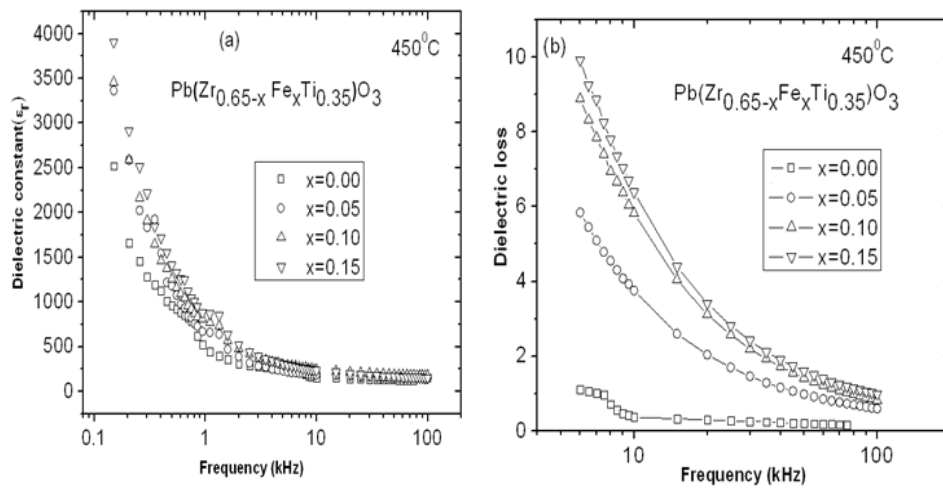 (a)
450⁰C
Pb(Zr₀.₆₅₋ₓ FeₓTi₀.₃₅)O₃
Dielectric constant(εᵣ)
4000
3500
3000
2500
2000
1500
1000
500
0
x=0.00
x=0.05
x=0.10
x=0.15
0.1
1
10
100
Frequency (kHz)
(b)
450⁰C
Pb(Zr₀.₆₅₋ₓFeₓTi₀.₃₅)O₃
Dielectric loss
10
8
6
4
2
0
x=0.00
x=0.05
x=0.10
x=0.15
10
100
Frequency (kHz)